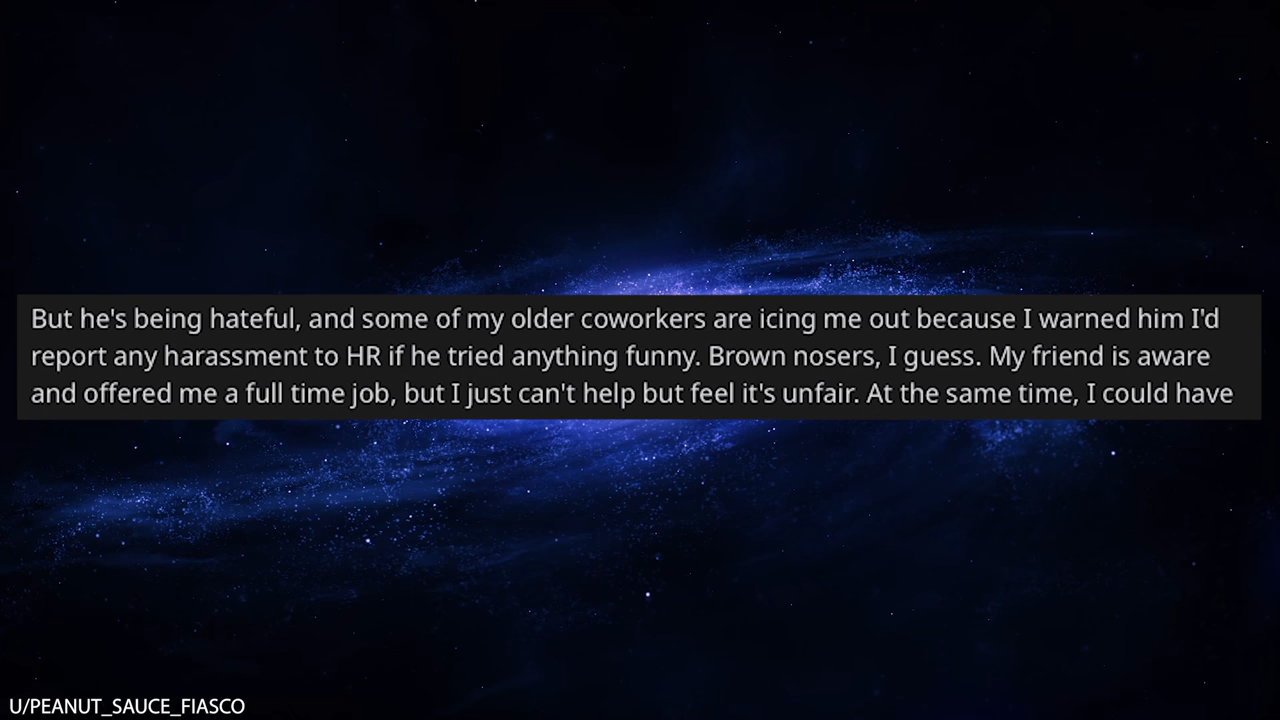 But he's being hateful, and some of my older coworkers are icing me out because I warned him I'd
report any harassment to HR if he tried anything funny. Brown nosers, I guess. My friend is aware
and offered me a full time job, but I just can't help but feel it's unfair. At the same time, I could have
U/PEANUT_SAUCE_FIASCO